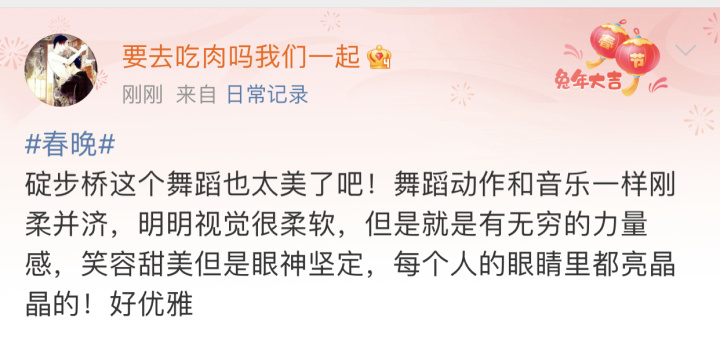 要去吃肉吗我们一起
刚刚 来自 日常记录
春节
兔年大吉
#春晚#
碇步桥这个舞蹈也太美了吧！舞蹈动作和音乐一样刚
柔并济，明明视觉很柔软，但是就是有无穷的力量
感，笑容甜美但是眼神坚定，每个人的眼睛里都亮晶
晶的！好优雅